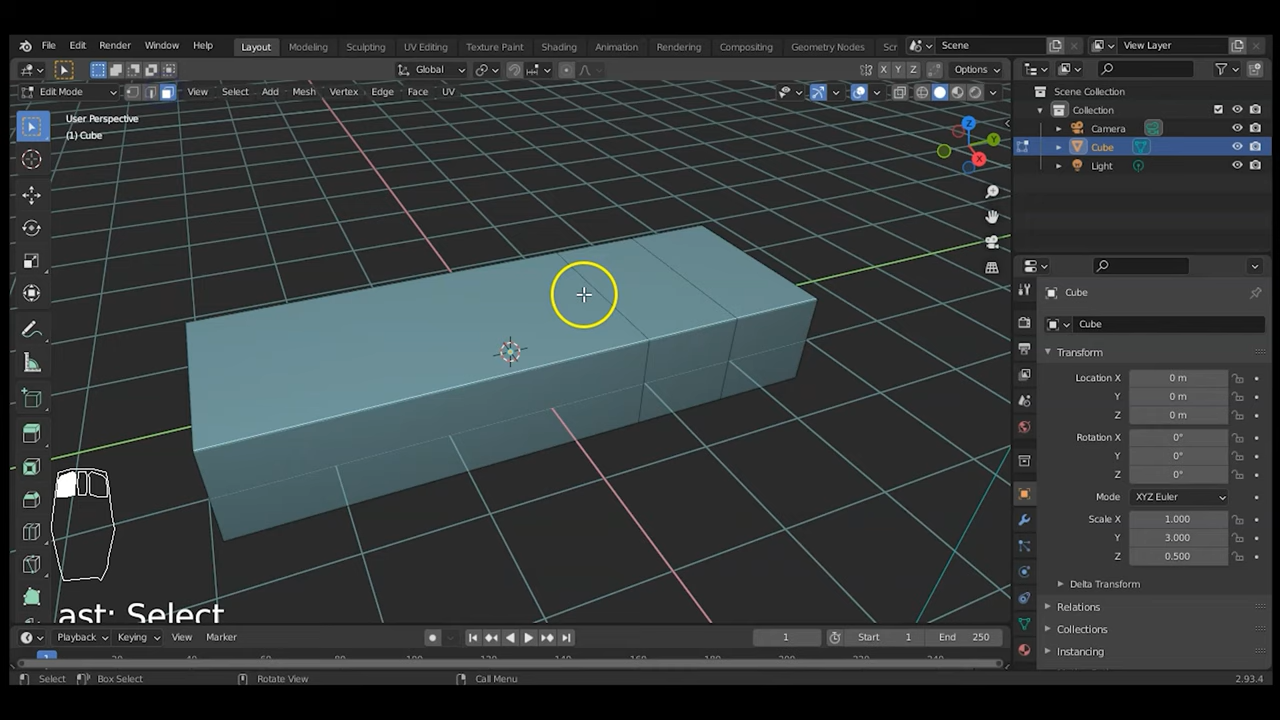 File Edit Render Window Help Layout Modeling Sculpting UV Editing Texture Paint Shading Animation Rendering Compositing Geometry Nodes Scr Scene View Layer
Global Options
Edit Mode View Select Add Mesh Vertex Edge Face UV
User Perspective
(1) Cube
Z
Y
X
X Y Z
Scene Collection
Collection
Camera
Cube
Light
Cube
Cube
Transform
Location X 0 m
Y 0 m
Z 0 m
Rotation X 0°
Y 0°
Z 0°
Mode XYZ Euler
Scale X 1.000
Y 3.000
Z 0.500
Delta Transform
Relations
Collections
Instancing
ast: Select
Playback Keying View Marker 1 Start 1 End 250
1
Select Box Select Rotate View Call Menu 2.93.4